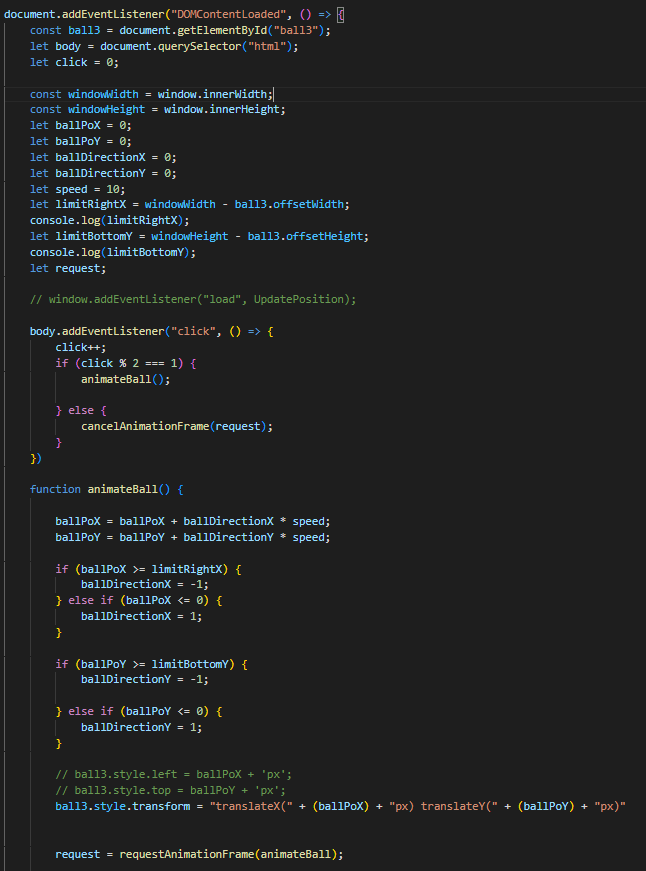 document.addEventListener("DOMContentLoaded", () => {
const ball3 = document.getElementById("ball3");
let body = document.querySelector("html");
let click = 0;
const windowWidth = window.innerWidth;
const windowHeight = window.innerHeight;
let ballPoX = 0;
let ballPoY = 0;
let ballDirectionX = 0;
let ballDirectionY = 0;
let speed = 10;
let limitRightX = windowWidth - ball3.offsetWidth;
console.log(limitRightX);
let limitBottomY = windowHeight - ball3.offsetHeight;
console.log(limitBottomY);
let request;
// window.addEventListener("load", UpdatePosition);
body.addEventListener("click", () => {
click++;
if (click % 2 === 1) {
animateBall();
} else {
cancelAnimationFrame(request);
}
})
function animateBall() {
ballPoX = ballPoX + ballDirectionX * speed;
ballPoY = ballPoY + ballDirectionY * speed;
if (ballPoX >= limitRightX) {
ballDirectionX = -1;
} else if (ballPoX <= 0) {
ballDirectionX = 1;
}
if (ballPoY >= limitBottomY) {
ballDirectionY = -1;
} else if (ballPoY <= 0) {
ballDirectionY = 1;
}
// ball3.style.left = ballPoX + 'px';
// ball3.style.top = ballPoY + 'px';
ball3.style.transform = "translateX(" + (ballPoX) + "px) translateY(" + (ballPoY) + "px)"
request = requestAnimationFrame(animateBall);